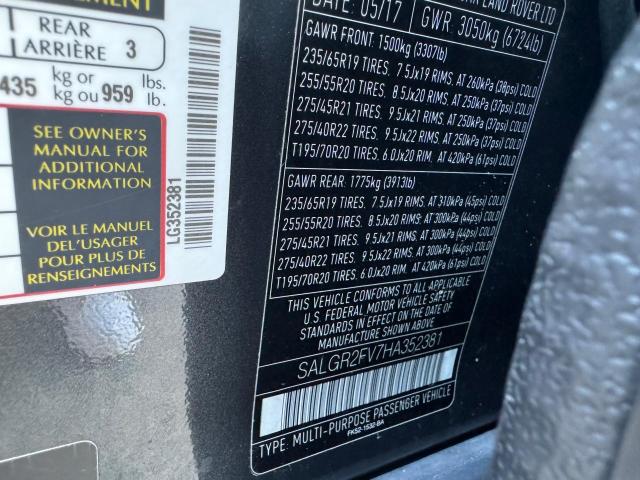 REAR
ARRIÈRE 3
435 kg or 959 lbs.
kg ou lb.
SEE OWNER'S
MANUAL FOR
ADDITIONAL
INFORMATION
VOIR LE MANUEL
DEL'USAGER
POUR PLUS DE
RENSEIGNEMENTS
LG352381
LAND ROVER LTD
DATE: 05/17 GWR: 3050kg (6724lb)
GAWR FRONT: 1500kg (3307lb)
235/65R19 TIRES, 7.5Jx19 RIMS, AT 260kPa (38psi) COLD
255/55R20 TIRES, 8.5Jx20 RIMS, AT 250kPa (37psi) COLD
275/45R21 TIRES, 9.5Jx21 RIMS, AT 250kPa (37psi) COLD
275/40R22 TIRES, 9.5Jx22 RIMS, AT 250kPa (37psi) COLD
T195/70R20 TIRES, 6.0Jx20 RIM, AT 420kPa (61psi) COLD
GAWR REAR: 1775kg (3913lb)
235/65R19 TIRES, 7.5Jx19 RIMS, AT 310kPa (45psi) COLD
255/55R20 TIRES, 8.5Jx20 RIMS, AT 300kPa (44psi) COLD
275/45R21 TIRES, 9.5Jx21 RIMS, AT 300kPa (44psi) COLD
275/40R22 TIRES, 9.5Jx22 RIMS, AT 300kPa (44psi) COLD
T195/70R20 TIRES, 6.0Jx20 RIM, AT 420kPa (61psi) COLD
THIS VEHICLE CONFORMS TO ALL APPLICABLE
U.S. FEDERAL MOTOR VEHICLE SAFETY
STANDARDS IN EFFECT ON THE DATE OF
MANUFACTURE SHOWN ABOVE
SALGR2FV7HA352381
TYPE: MULTI-PURPOSE PASSENGER VEHICLE
FK52-1532-BA